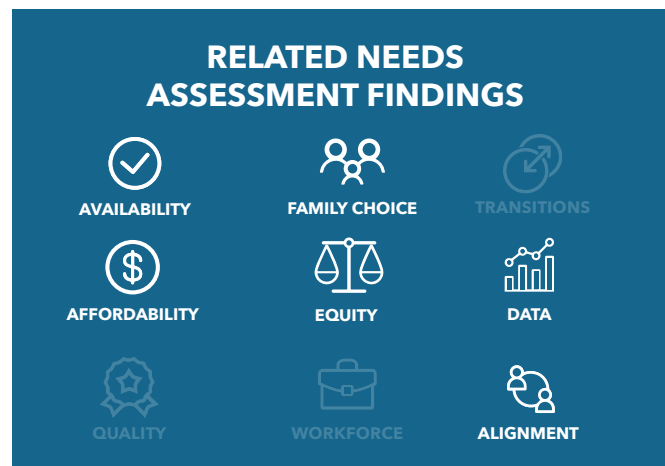 RELATED NEEDS
ASSESSMENT FINDINGS
AVAILABILITY
FAMILY CHOICE
TRANSITIONS
$
AFFORDABILITY
EQUITY
DATA
QUALITY
WORKFORCE
ALIGNMENT